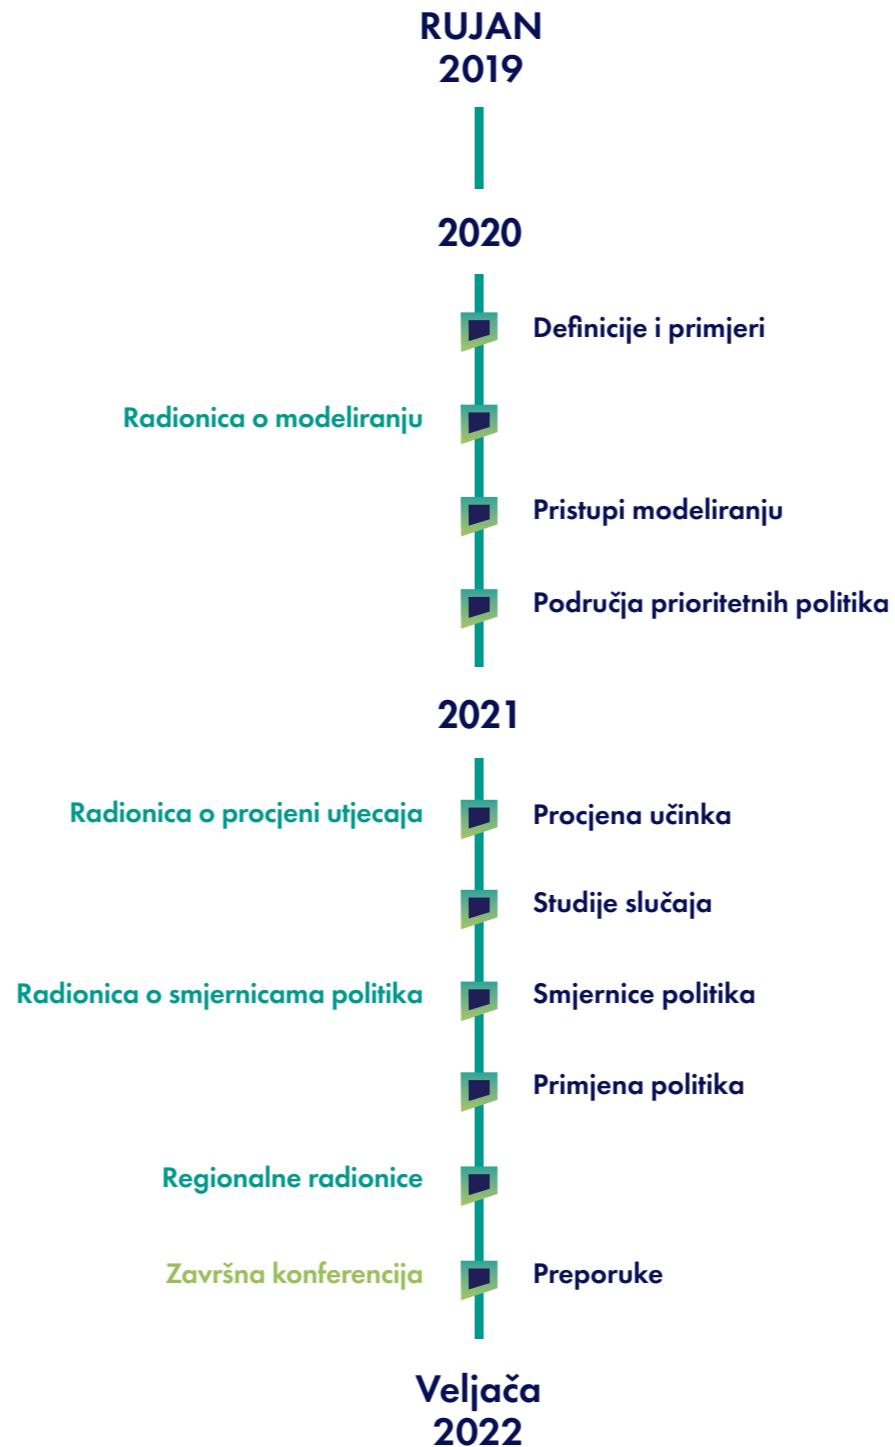 RUJAN
2019
2020
Definicije i primjeri
Radionica o modeliranju
Pristupi modeliranju
Područja prioritetnih politika
2021
Radionica o procjeni utjecaja
Procjena učinka
Studije slučaja
Radionica o smjernicama politika
Smjernice politika
Primjena politika
Regionalne radionice
Završna konferencija
Preporuke
Veljača
2022